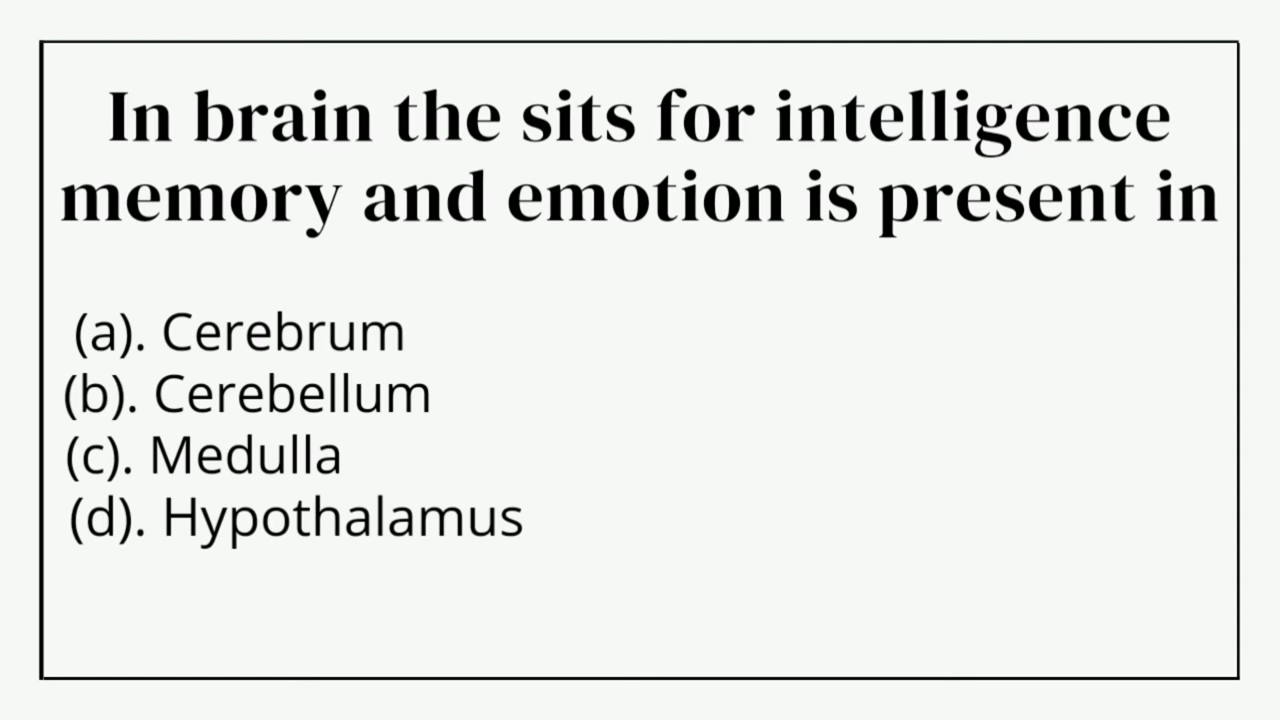 In brain the sits for intelligence
memory and emotion is present in
(a). Cerebrum
(b). Cerebellum
(c). Medulla
(d). Hypothalamus